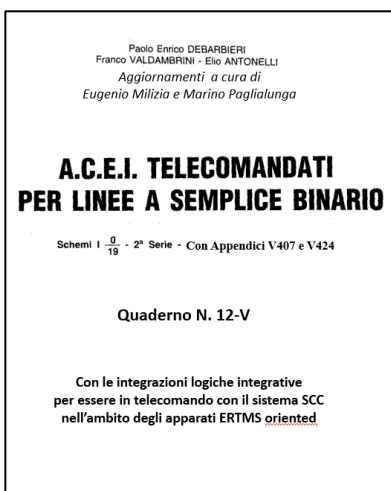 Paolo Enrico DEBARBIERI
Franco VALDAMBRINI - Elio ANTONELLI
Aggiornamenti a cura di
Eugenio Milizia e Marino Paglialunga
A.C.E.I. TELECOMANDATI
PER LINEE A SEMPLICE BINARIO
Schemi I 0/19 - 2ª Serie - Con Appendici V407 e V424
Quaderno N. 12-V
Con le integrazioni logiche integrative
per essere in telecomando con il sistema SCC
nell'ambito degli apparati ERTMS oriented